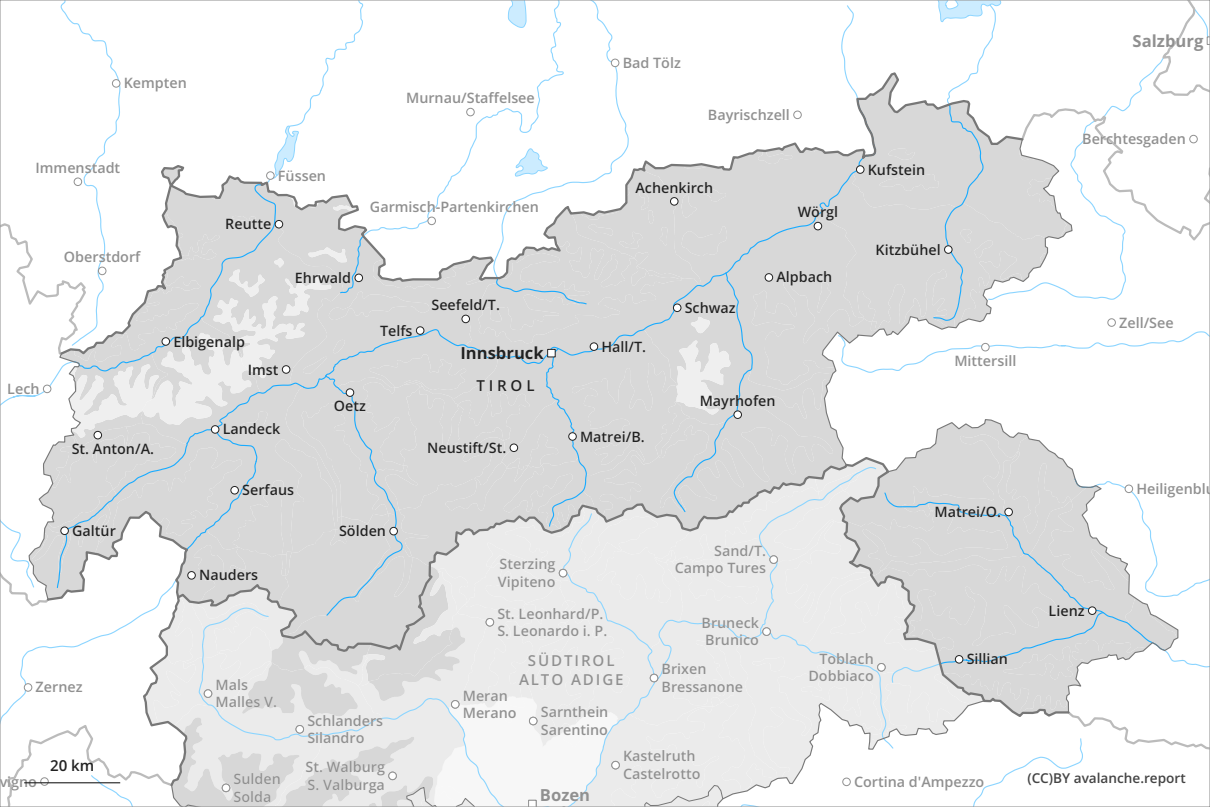 Salzburg
Bad Tölz
Kempten
Murnau/Staffelsee
Bayrischzell
Berchtesgaden
Immenstadt
Füssen
Kufstein
Achenkirch
Garmisch-Partenkirchen
Wörgl
Reutte
Kitzbühel
Oberstdorf
Ehrwald
Alpbach
Seefeld/T.
Schwaz
Telfs
Zell/See
Elbigenalp
Innsbruck
Hall/T.
Mittersill
Imst
TIROL
Lech
Oetz
Mayrhofen
Landeck
Matrei/B.
St. Anton/A.
Neustift/St.
Serfaus
Heiligenblu
Matrei/O.
Galtür
Sölden
Sand/T.
Campo Tures
Sterzing
Vipiteno
Nauders
St. Leonhard/P.
S. Leonardo i. P.
Lienz
Bruneck
Brunico
SÜDTIROL
ALTO ADIGE
Toblach
Dobbiaco
Sillian
Brixen
Bressanone
Zernez
Mals
Malles V.
Meran
Merano
Sarnthein
Sarentino
Schlanders
Silandro
Kastelruth
Castelrotto
20 km
St. Walburg
S. Valburga
vigno
Sulden
Solda
Cortina d'Ampezzo
(CC)BY avalanche.report
Bozen